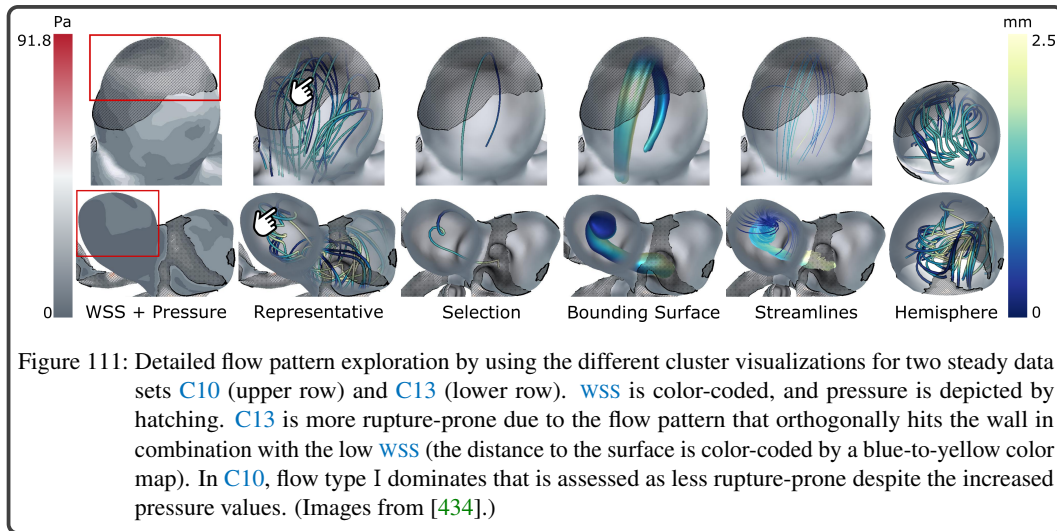 Pa
mm
91.8
2.5
0
0
WSS + Pressure
Representative
Selection
Bounding Surface
Streamlines
Hemisphere
Figure 111: Detailed flow pattern exploration by using the different cluster visualizations for two steady data
sets C10 (upper row) and C13 (lower row). WSS is color-coded, and pressure is depicted by
hatching. C13 is more rupture-prone due to the flow pattern that orthogonally hits the wall in
combination with the low WSS (the distance to the surface is color-coded by a blue-to-yellow color
map). In C10, flow type I dominates that is assessed as less rupture-prone despite the increased
pressure values. (Images from [434].)